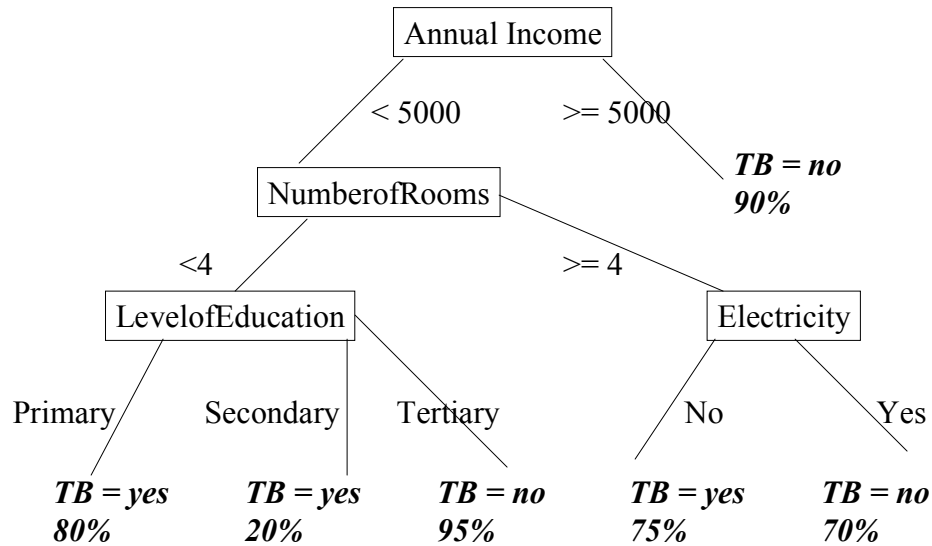 Annual Income
< 5000
>= 5000
TB = no
90%
NumberofRooms
<4
>= 4
LevelofEducation
Electricity
Primary
Secondary
Tertiary
No
Yes
TB = yes
80%
TB = yes
20%
TB = no
95%
TB = yes
75%
TB = no
70%